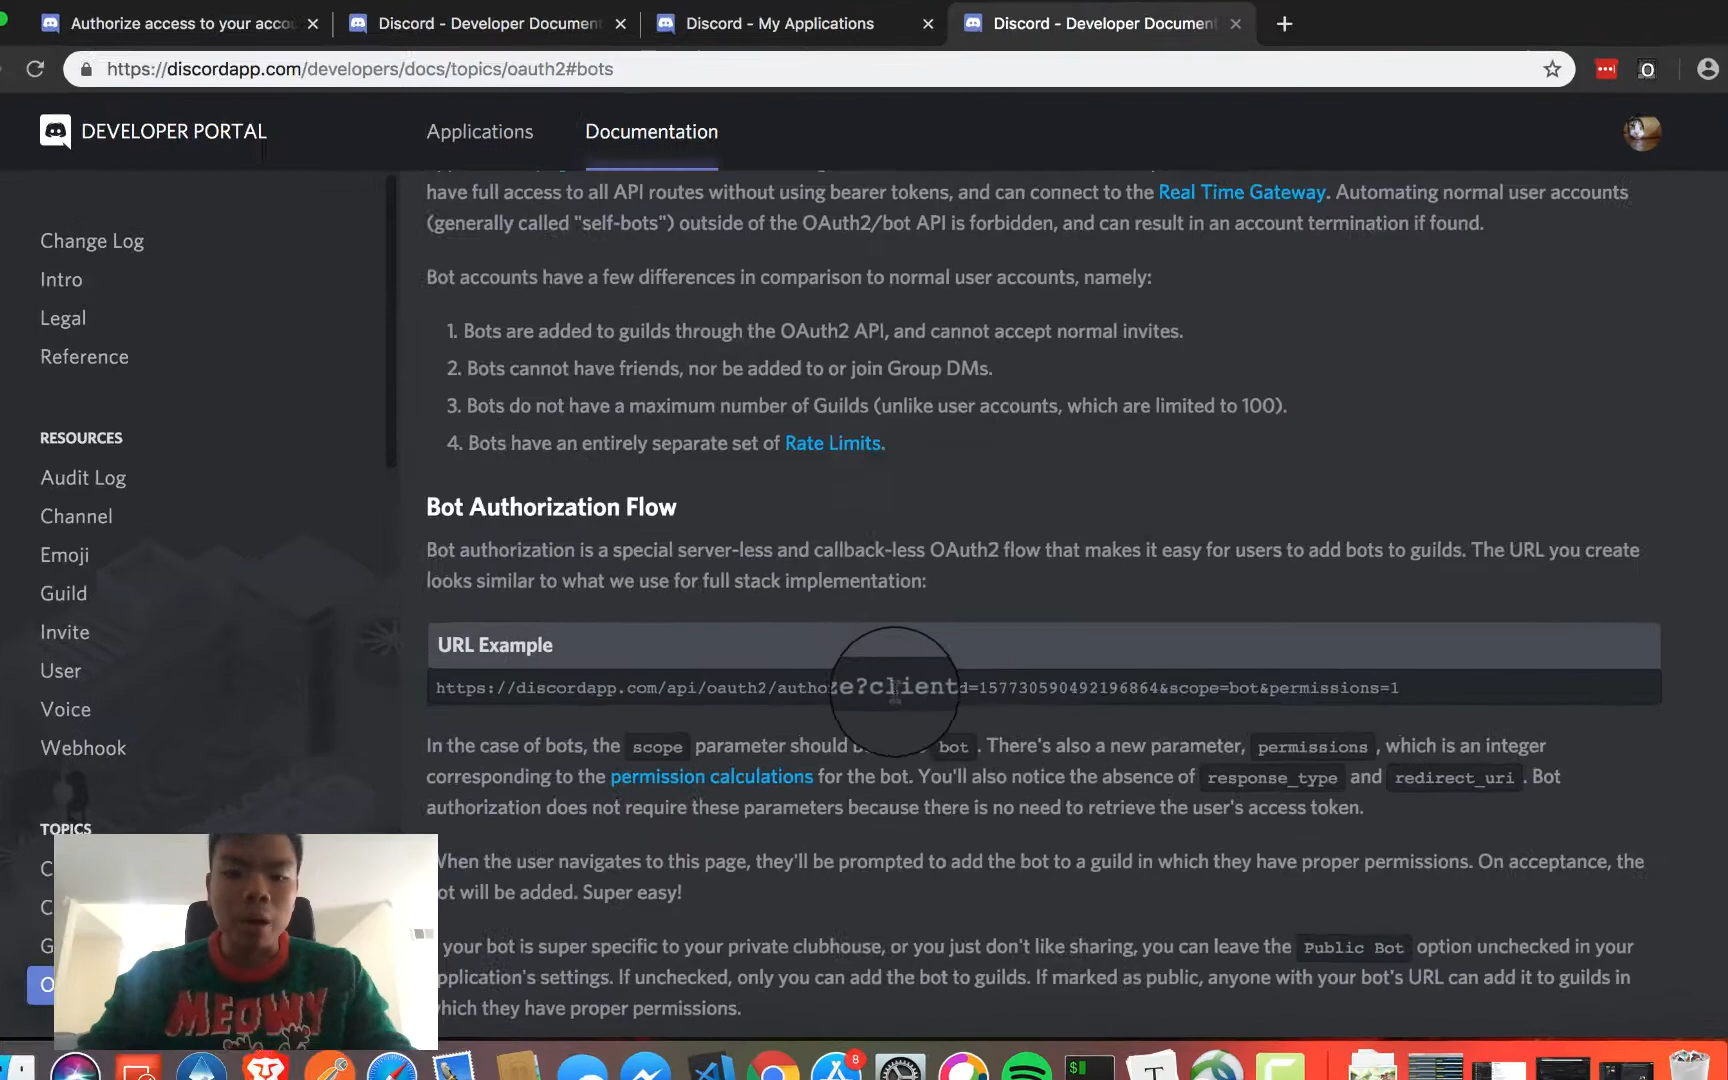 Authorize access to your acco
Discord - Developer Document
Discord - My Applications
Discord - Developer Document
https://discordapp.com/developers/docs/topics/oauth2#bots
DEVELOPER PORTAL
Applications
Documentation
have full access to all API routes without using bearer tokens, and can connect to the Real Time Gateway. Automating normal user accounts
(generally called "self-bots") outside of the OAuth2/bot API is forbidden, and can result in an account termination if found.
Change Log
Intro
Legal
Reference
RESOURCES
Audit Log
Channel
Emoji
Guild
Invite
User
Voice
Webhook
TOPICS
C
C
G
O
Bot accounts have a few differences in comparison to normal user accounts, namely:
1. Bots are added to guilds through the OAuth2 API, and cannot accept normal invites.
2. Bots cannot have friends, nor be added to or join Group DMs.
3. Bots do not have a maximum number of Guilds (unlike user accounts, which are limited to 100).
4. Bots have an entirely separate set of Rate Limits.
Bot Authorization Flow
Bot authorization is a special server-less and callback-less OAuth2 flow that makes it easy for users to add bots to guilds. The URL you create
looks similar to what we use for full stack implementation:
URL Example
https://discordapp.com/api/oauth2/authorize?client d=157730590492196864&scope=bot&permissions=1
In the case of bots, the scope parameter should bot . There's also a new parameter, permissions , which is an integer
corresponding to the permission calculations for the bot. You'll also notice the absence of response_type and redirect_uri . Bot
authorization does not require these parameters because there is no need to retrieve the user's access token.
When the user navigates to this page, they'll be prompted to add the bot to a guild in which they have proper permissions. On acceptance, the
ot will be added. Super easy!
your bot is super specific to your private clubhouse, or you just don't like sharing, you can leave the Public Bot option unchecked in your
pplication's settings. If unchecked, only you can add the bot to guilds. If marked as public, anyone with your bot's URL can add it to guilds in
which they have proper permissions.
MEOWY
8
$
T